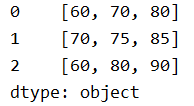 0    [60, 70, 80]
1    [70, 75, 85]
2    [60, 80, 90]
dtype: object